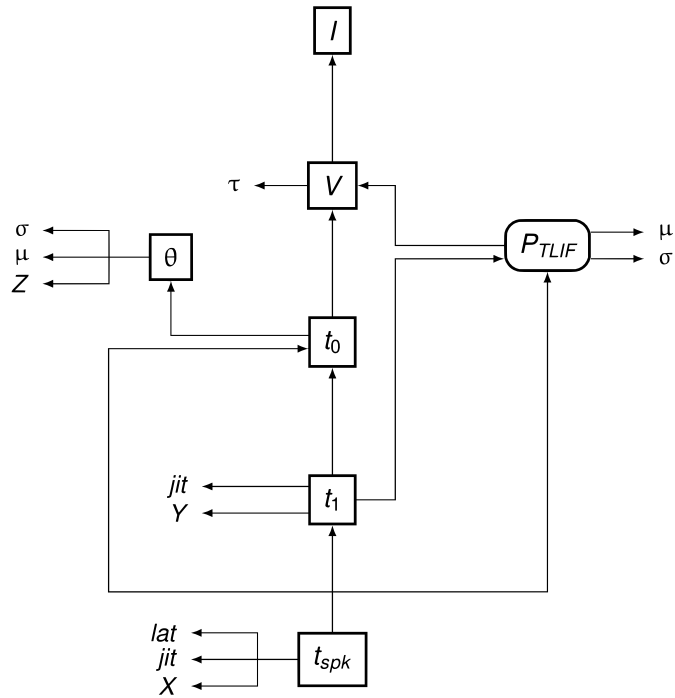 I
τ
V
σ
μ
Z
θ
P_TLIF
μ
σ
t_0
jit
Y
t_1
lat
jit
X
t_spk